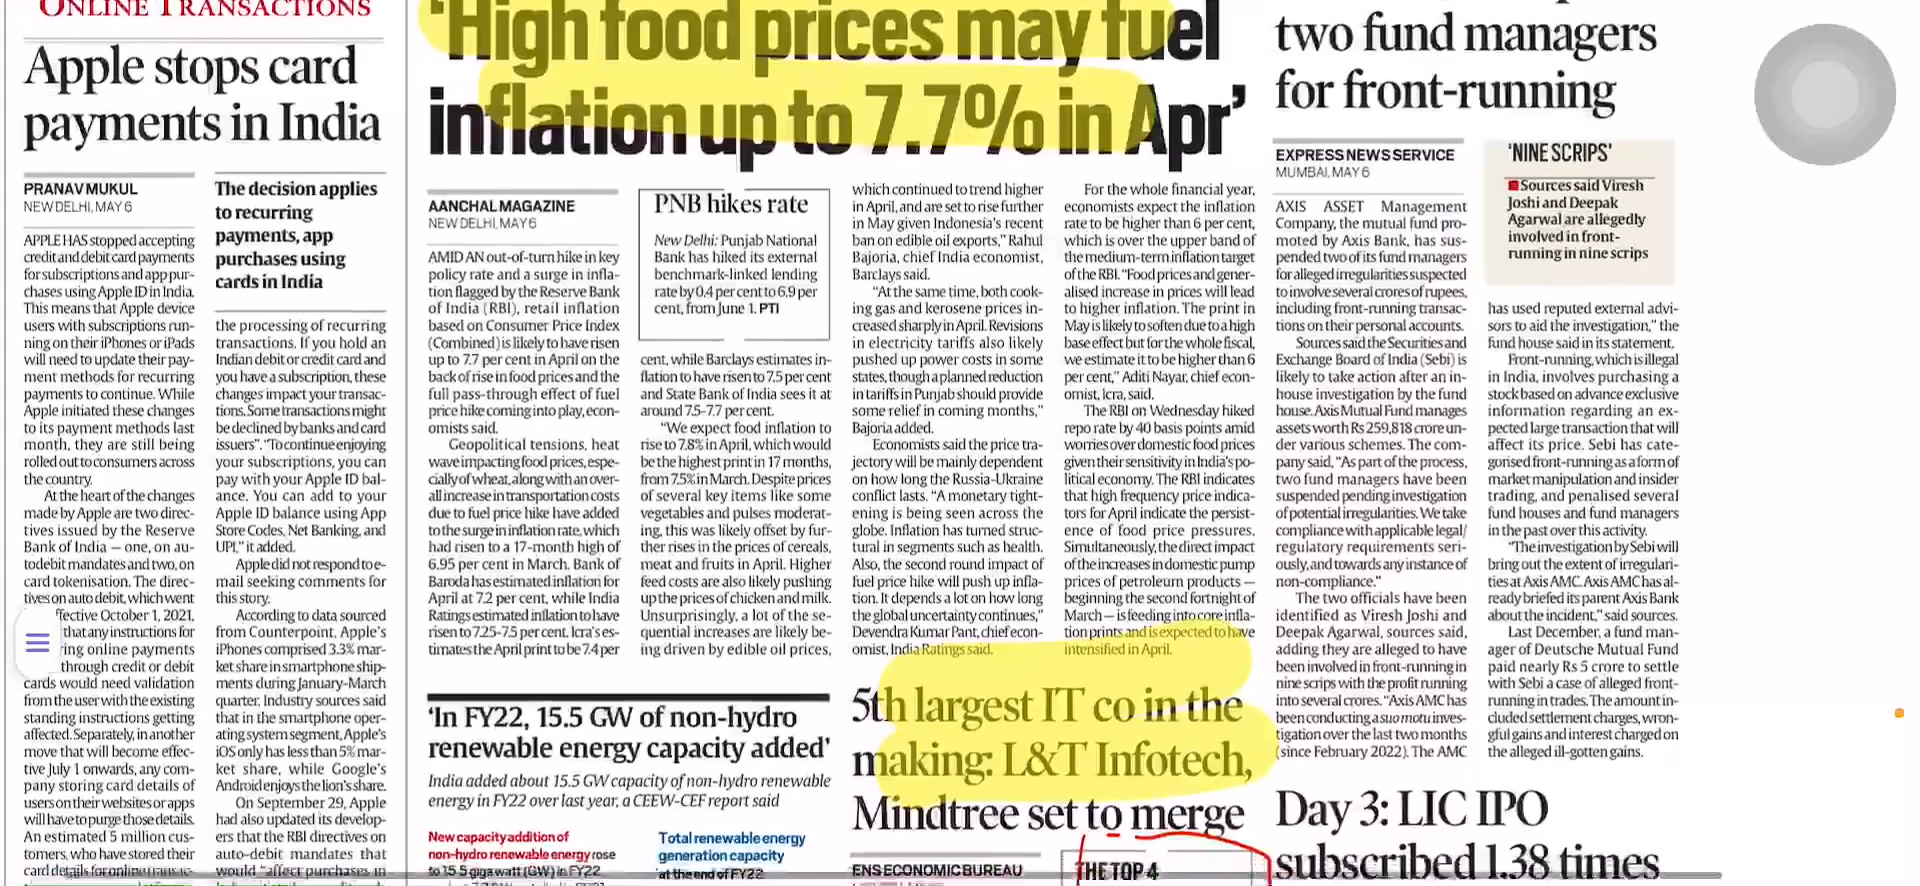 ONLINE TRANSACTIONS
Apple stops card
payments in India
PRANAV MUKUL
NEW DELHI, MAY 6
APPLE HAS stopped accepting
credit and debit card payments
for subscriptions and app pur-
chases using Apple ID in India.
This means that Apple device
users with subscriptions run-
ning on their iPhones or iPads
will need to update their pay-
ment methods for recurring
payments to continue. While
Apple initiated these changes
to its payment methods last
month, they are still being
rolled out to consumers across
the country.
At the heart of the changes
made by Apple are two direc-
tives issued by the Reserve
Bank of India — one, on au-
todebit mandates and two, on
card tokenisation. The direc-
tives on auto debit, which went
ffective October 1, 2021,
that any instructions for
ring online payments
through credit or debit
cards would need validation
from the user with the existing
standing instructions getting
affected. Separately, in another
move that will become effec-
tive July 1 onwards, any com-
pany storing card details of
users on their websites or apps
will have to purge those details.
An estimated 5 million cus-
tomers, who have stored their
card details for online trans-
The decision applies
to recurring
payments, app
purchases using
cards in India
the processing of recurring
transactions. If you hold an
Indian debit or credit card and
you have a subscription, these
changes impact your transac-
tions. Some transactions might
be declined by banks and card
issuers". "To continue enjoying
your subscriptions, you can
pay with your Apple ID bal-
ance. You can add to your
Apple ID balance using App
Store Codes, Net Banking, and
UPI," it added.
Apple did not respond to e-
mail seeking comments for
this story.
According to data sourced
from Counterpoint, Apple's
iPhones comprised 3.3% mar-
ket share in smartphone ship-
ments during January-March
quarter. Industry sources said
that in the smartphone oper-
ating system segment, Apple's
iOS only has less than 5% mar-
ket share, while Google's
Android enjoys the lion's share.
On September 29, Apple
had also updated its develop-
ers that the RBI directives on
auto-debit mandates that
would "affect purchases in
'High food prices may fuel
inflation up to 7.7% in Apr'
AANCHAL MAGAZINE
NEW DELHI, MAY 6
AMID AN out-of-turn hike in key
policy rate and a surge in infla-
tion flagged by the Reserve Bank
of India (RBI), retail inflation
based on Consumer Price Index
(Combined) is likely to have risen
up to 7.7 per cent in April on the
back of rise in food prices and the
full pass-through effect of fuel
price hike coming into play, econ-
omists said.
Geopolitical tensions, heat
wave impacting food prices, espe-
cially of wheat, along with an over-
all increase in transportation costs
due to fuel price hike have added
to the surge in inflation rate, which
had risen to a 17-month high of
6.95 per cent in March. Bank of
Baroda has estimated inflation for
April at 7.2 per cent, while India
Ratings estimated inflation to have
risen to 7.25-7.5 per cent. Icra's es-
timates the April print to be 7.4 per
PNB hikes rate
New Delhi: Punjab National
Bank has hiked its external
benchmark-linked lending
rate by 0.4 per cent to 6.9 per
cent, from June 1. PTI
cent, while Barclays estimates in-
flation to have risen to 7.5 per cent
and State Bank of India sees it at
around 7.5-7.7 per cent.
"We expect food inflation to
rise to 7.8% in April, which would
be the highest print in 17 months,
from 7.5% in March. Despite prices
of several key items like some
vegetables and pulses moderat-
ing, this was likely offset by fur-
ther rises in the prices of cereals,
meat and fruits in April. Higher
feed costs are also likely pushing
up the prices of chicken and milk.
Unsurprisingly, a lot of the se-
quential increases are likely be-
ing driven by edible oil prices,
which continued to trend higher
in April, and are set to rise further
in May given Indonesia's recent
ban on edible oil exports," Rahul
Bajoria, chief India economist,
Barclays said.
"At the same time, both cook-
ing gas and kerosene prices in-
creased sharply in April. Revisions
in electricity tariffs also likely
pushed up power costs in some
states, though a planned reduction
in tariffs in Punjab should provide
some relief in coming months,"
Bajoria added.
Economists said the price tra-
jectory will be mainly dependent
on how long the Russia-Ukraine
conflict lasts. "A monetary tight-
ening is being seen across the
globe. Inflation has turned struc-
tural in segments such as health.
Also, the second round impact of
fuel price hike will push up infla-
tion. It depends a lot on how long
the global uncertainty continues,"
Devendra Kumar Pant, chief econ-
omist, India Ratings said.
For the whole financial year,
economists expect the inflation
rate to be higher than 6 per cent,
which is over the upper band of
the medium-term inflation target
of the RBI. "Food prices and gener-
alised increase in prices will lead
to higher inflation. The print in
May is likely to soften due to a high
base effect but for the whole fiscal,
we estimate it to be higher than 6
per cent," Aditi Nayar, chief econ-
omist, Icra, said.
The RBI on Wednesday hiked
repo rate by 40 basis points amid
worries over domestic food prices
given their sensitivity in India's po-
litical economy. The RBI indicates
that high frequency price indica-
tors for April indicate the persist-
ence of food price pressures.
Simultaneously, the direct impact
of the increases in domestic pump
prices of petroleum products —
beginning the second fortnight of
March — is feeding into core infla-
tion prints and is expected to have
intensified in April.
'In FY22, 15.5 GW of non-hydro
renewable energy capacity added'
India added about 15.5 GW capacity of non-hydro renewable
energy in FY22 over last year, a CEEW-CEF report said
New capacity addition of
non-hydro renewable energy rose
to 15.5 gigawatt (GW) in FY22
Total renewable energy
generation capacity
at the end of FY22
5th largest IT co in the
making: L&T Infotech,
Mindtree set to merge
ENS ECONOMIC BUREAU
THE TOP 4
two fund managers
for front-running
EXPRESS NEWS SERVICE
MUMBAI, MAY 6
AXIS ASSET Management
Company, the mutual fund pro-
moted by Axis Bank, has sus-
pended two of its fund managers
for alleged irregularities suspected
to involve several crores of rupees,
including front-running transac-
tions on their personal accounts.
Sources said the Securities and
Exchange Board of India (Sebi) is
likely to take action after an in-
house investigation by the fund
house. Axis Mutual Fund manages
assets worth Rs 259,818 crore un-
der various schemes. The com-
pany said, "As part of the process,
two fund managers have been
suspended pending investigation
of potential irregularities. We take
compliance with applicable legal/
regulatory requirements seri-
ously, and towards any instance of
non-compliance."
The two officials have been
identified as Viresh Joshi and
Deepak Agarwal, sources said,
adding they are alleged to have
been involved in front-running in
nine scrips with the profit running
into several crores. "Axis AMC has
been conducting a suo motu inves-
tigation over the last two months
(since February 2022). The AMC
'NINE SCRIPS'
Sources said Viresh
Joshi and Deepak
Agarwal are allegedly
involved in front-
running in nine scrips
has used reputed external advi-
sors to aid the investigation," the
fund house said in its statement.
Front-running, which is illegal
in India, involves purchasing a
stock based on advance exclusive
information regarding an ex-
pected large transaction that will
affect its price. Sebi has cate-
gorised front-running as a form of
market manipulation and insider
trading, and penalised several
fund houses and fund managers
in the past over this activity.
"The investigation by Sebi will
bring out the extent of irregulari-
ties at Axis AMC. Axis AMC has al-
ready briefed its parent Axis Bank
about the incident," said sources.
Last December, a fund man-
ager of Deutsche Mutual Fund
paid nearly Rs 5 crore to settle
with Sebi a case of alleged front-
running in trades. The amount in-
cluded settlement charges, wron-
gful gains and interest charged on
the alleged ill-gotten gains.
Day 3: LIC IPO
subscribed 1.38 times